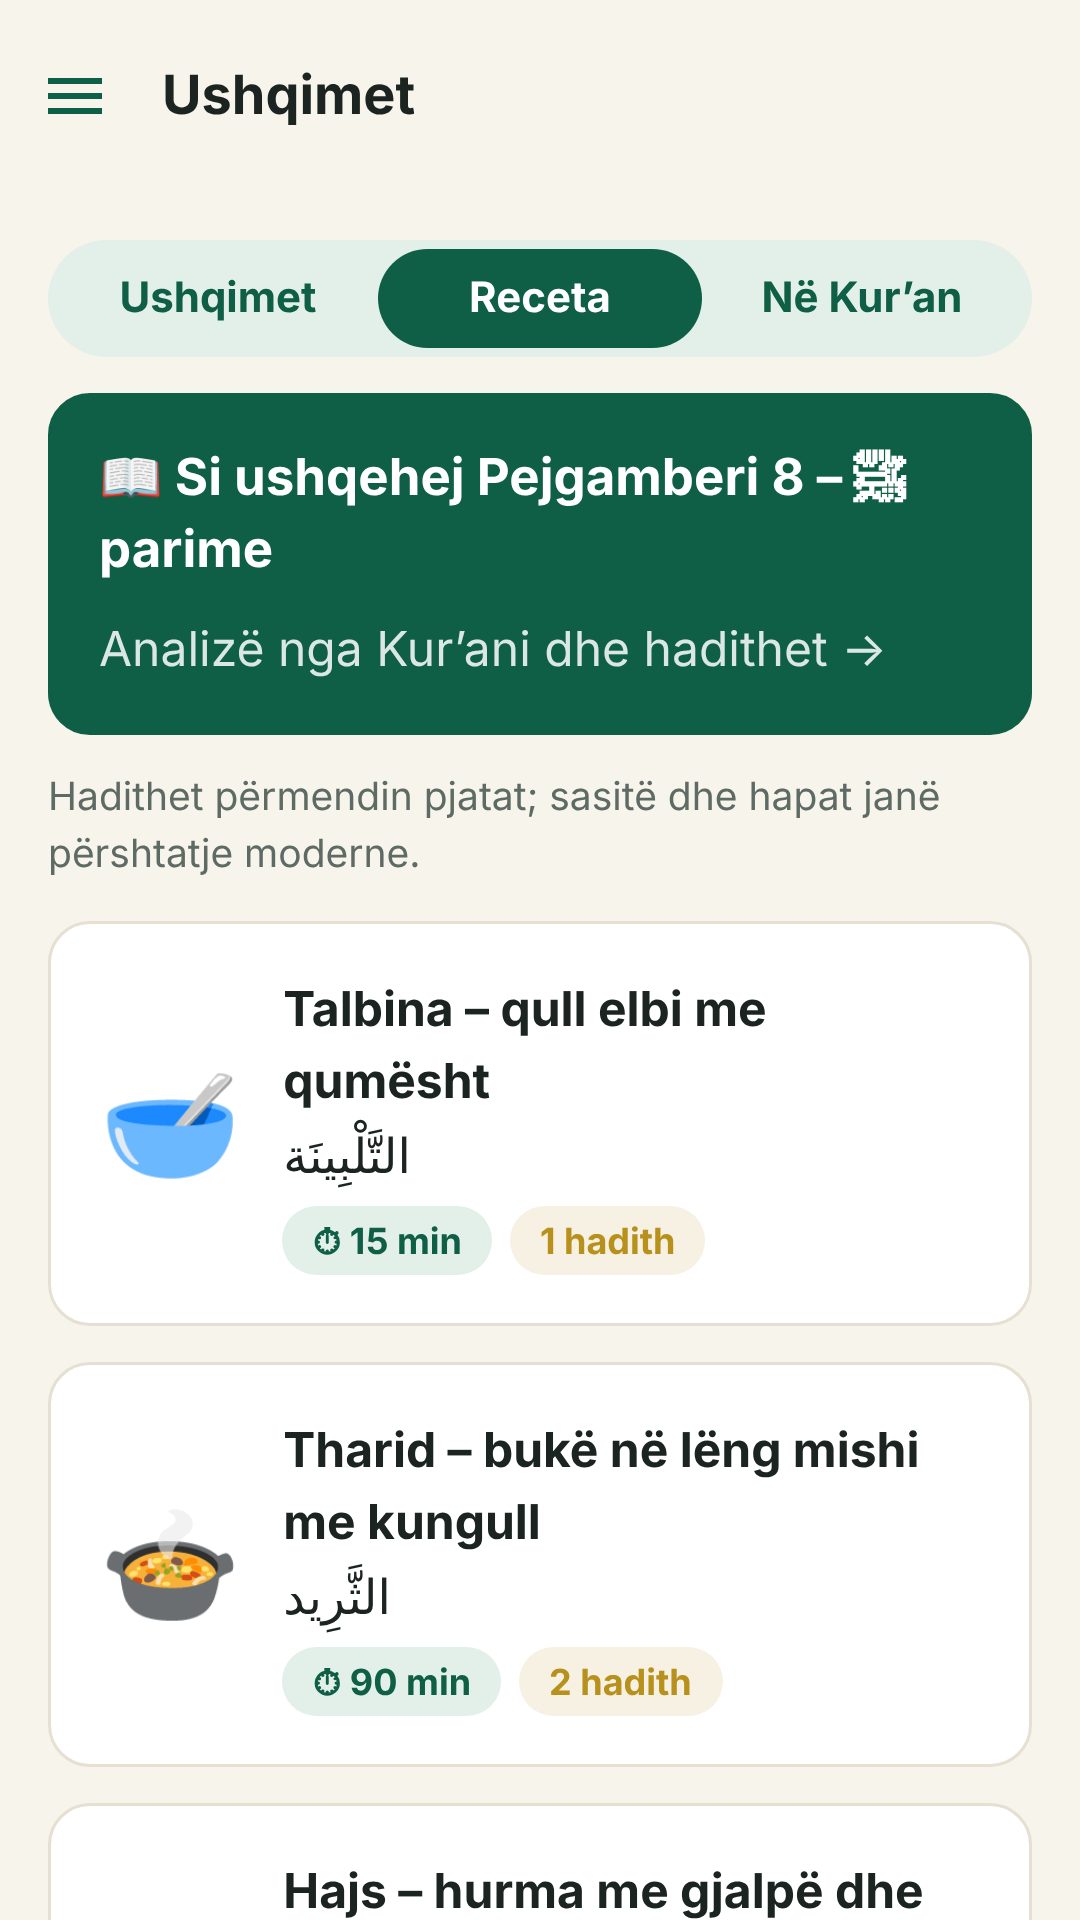 Ushqimet
Ushqimet
Receta
Në Kur’an
📖 Si ushqehej Pejgamberi ﷺ – 8
parime
Analizë nga Kur’ani dhe hadithet →
Hadithet përmendin pjatat; sasitë dhe hapat janë
përshtatje moderne.
Talbina – qull elbi me
qumësht
التَّلْبِينَة
⏱ 15 min
1 hadith
Tharid – bukë në lëng mishi
me kungull
الثَّرِيد
⏱ 90 min
2 hadith
Hajs – hurma me gjalpë dhe